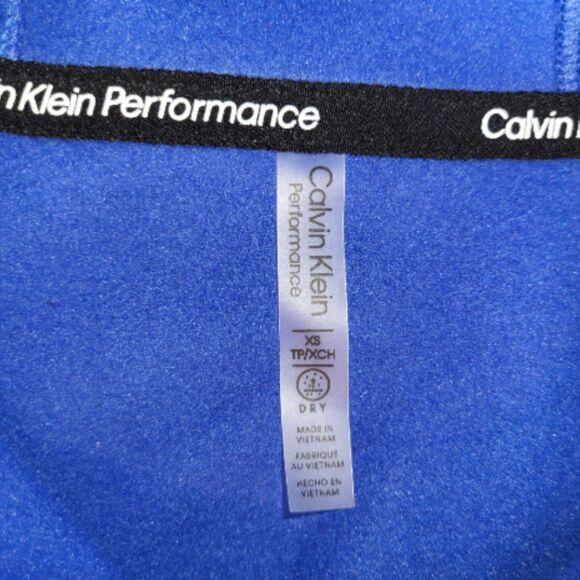 n Klein Performance Calvin
Calvin Klein
Performance
XS
TP/XCH
DRY
MADE IN
VIETNAM
FABRIQUÉ
AU VIETNAM
HECHO EN
VIETNAM